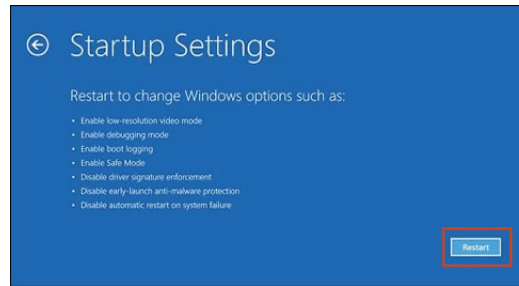 Startup Settings
Restart to change Windows options such as:
• Enable low-resolution video mode
• Enable debugging mode
• Enable boot logging
• Enable Safe Mode
• Disable driver signature enforcement
• Disable early-launch anti-malware protection
• Disable automatic restart on system failure
Restart